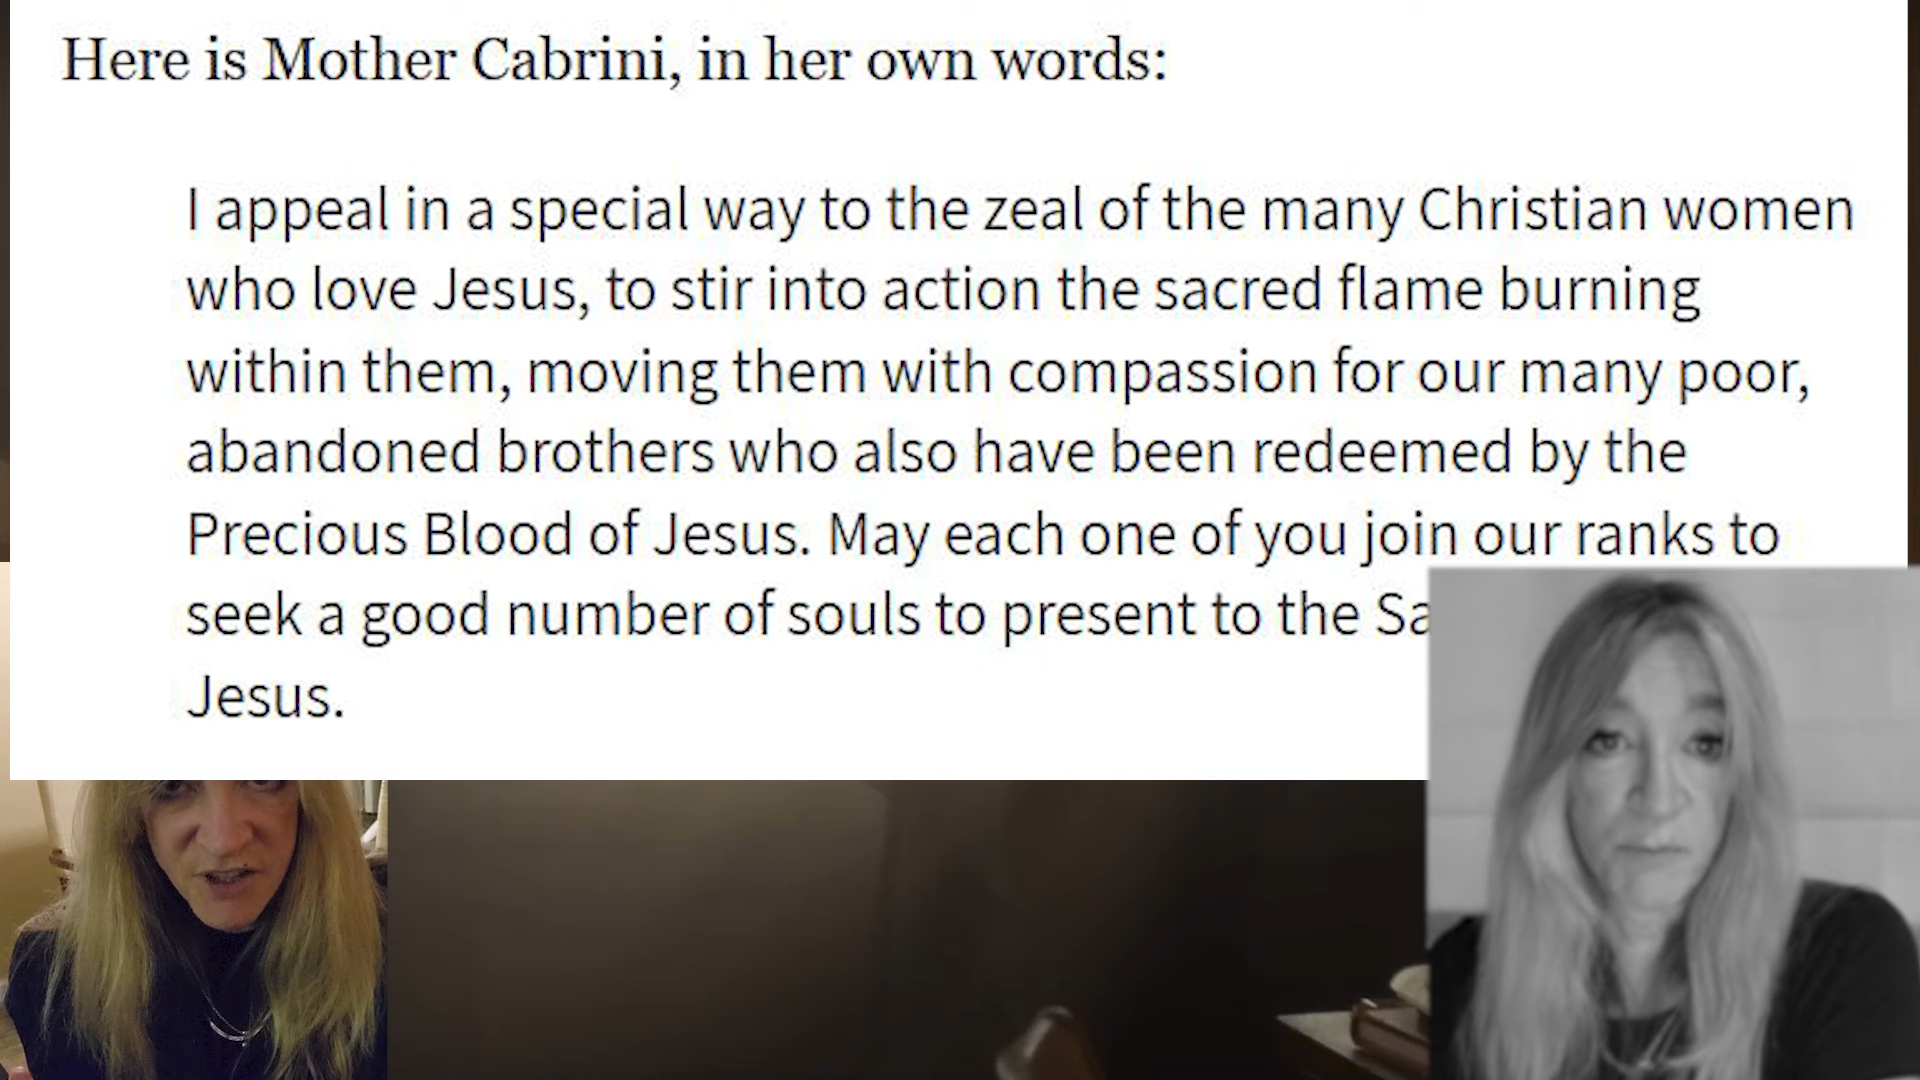 Here is Mother Cabrini, in her own words:
I appeal in a special way to the zeal of the many Christian women
who love Jesus, to stir into action the sacred flame burning
within them, moving them with compassion for our many poor,
abandoned brothers who also have been redeemed by the
Precious Blood of Jesus. May each one of you join our ranks to
seek a good number of souls to present to the
Jesus.